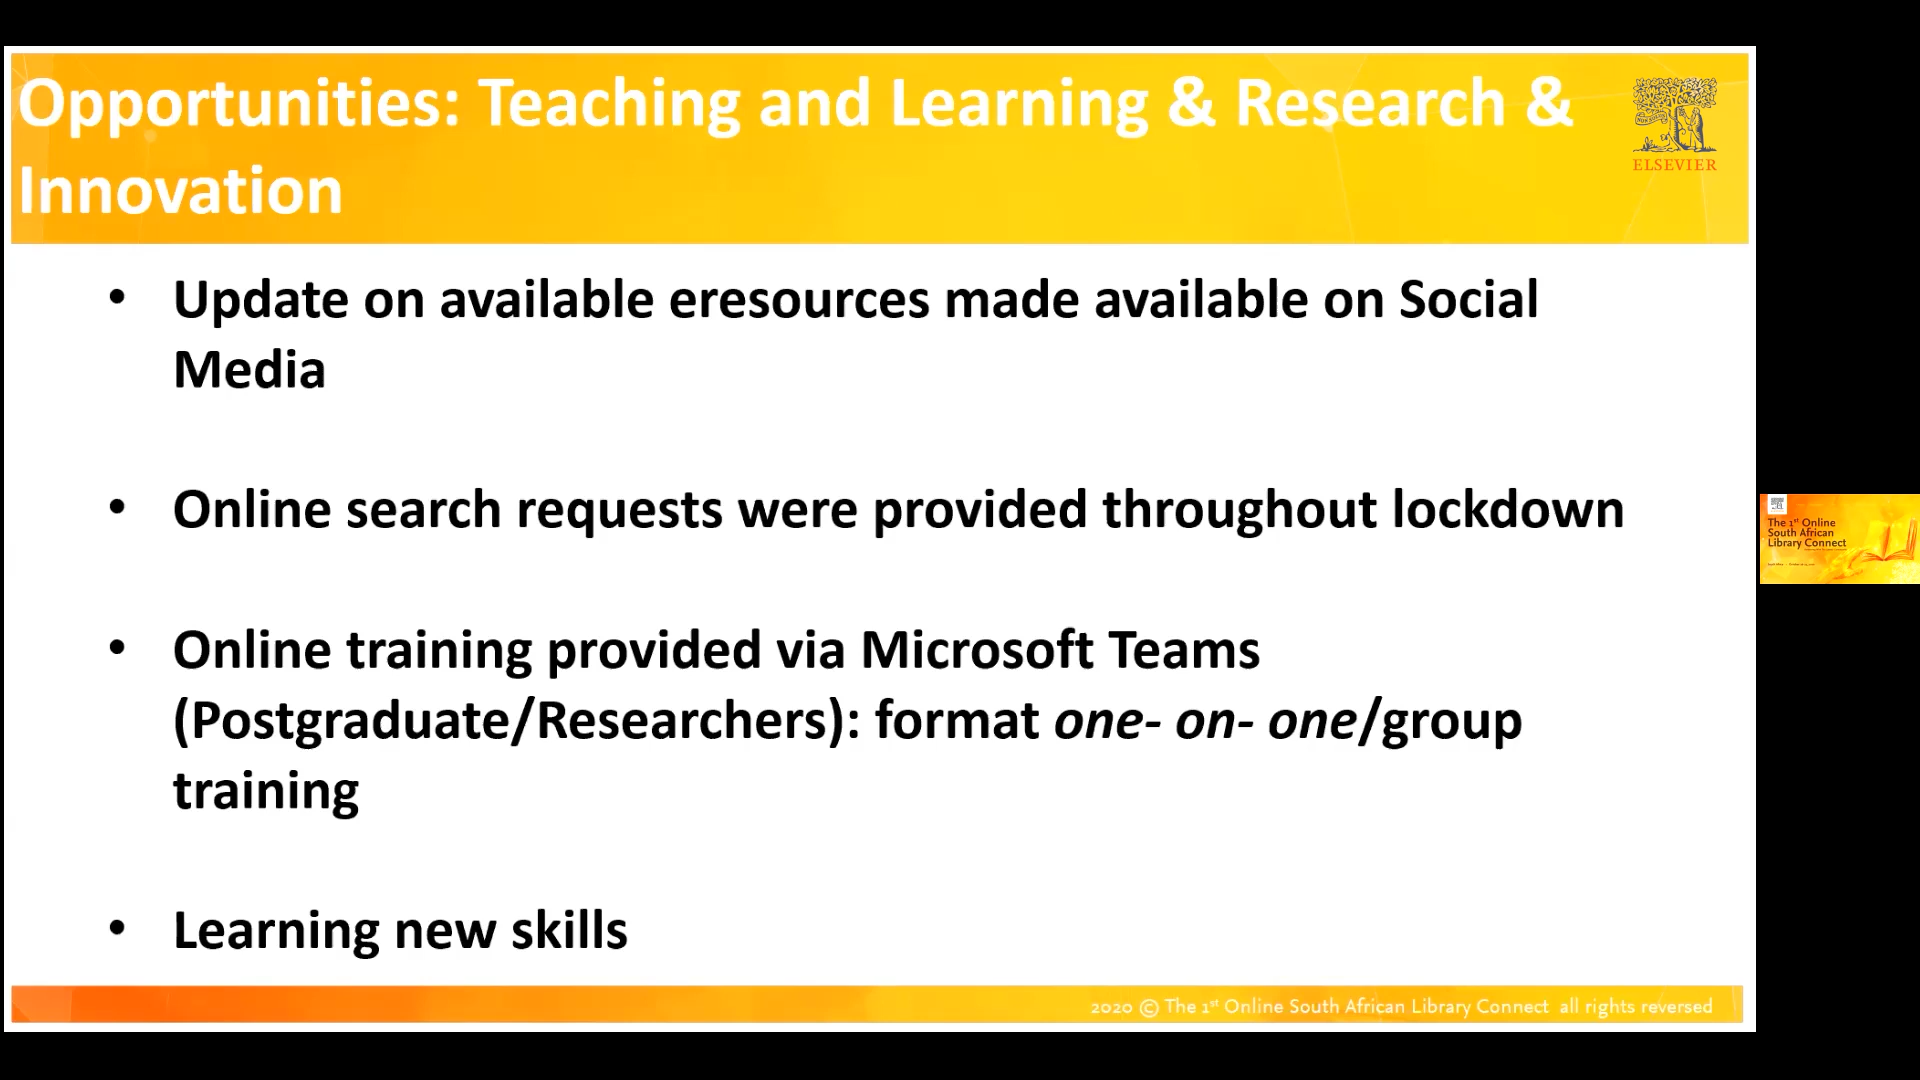 Opportunities: Teaching and Learning & Research &
Innovation
ELSEVIER
• Update on available eresources made available on Social
Media
• Online search requests were provided throughout lockdown
• Online training provided via Microsoft Teams
(Postgraduate/Researchers): format one- on- one/group
training
• Learning new skills
2020 © The 1st Online South African Library Connect all rights reversed
The 1st Online
South African
Library Connect